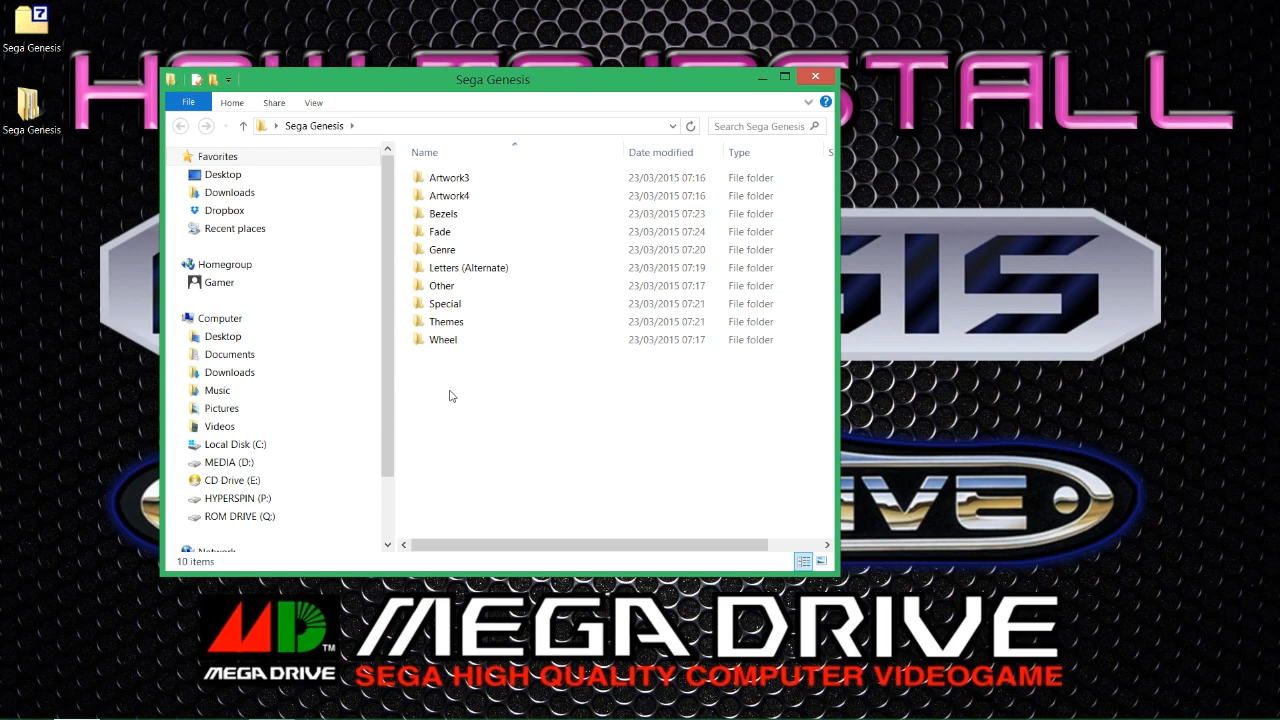 Sega Genesis
Sega Genesis
INSTALL
Sega Genesis
File Home Share View
Sega Genesis
Search Sega Genesis
Name Date modified Type
Favorites
Desktop
Downloads
Dropbox
Recent places
Homegroup
Gamer
Computer
Desktop
Documents
Downloads
Music
Pictures
Videos
Local Disk (C:)
MEDIA (D:)
CD Drive (E:)
HYPERSPIN (P:)
ROM DRIVE (Q:)
Network
Artwork3 23/03/2015 07:16 File folder
Artwork4 23/03/2015 07:16 File folder
Bezels 23/03/2015 07:23 File folder
Fade 23/03/2015 07:24 File folder
Genre 23/03/2015 07:20 File folder
Letters (Alternate) 23/03/2015 07:19 File folder
Other 23/03/2015 07:17 File folder
Special 23/03/2015 07:21 File folder
Themes 23/03/2015 07:21 File folder
Wheel 23/03/2015 07:17 File folder
10 items
MD TM
MEGA DRIVE
MEGA DRIVE
SEGA HIGH QUALITY COMPUTER VIDEOGAME